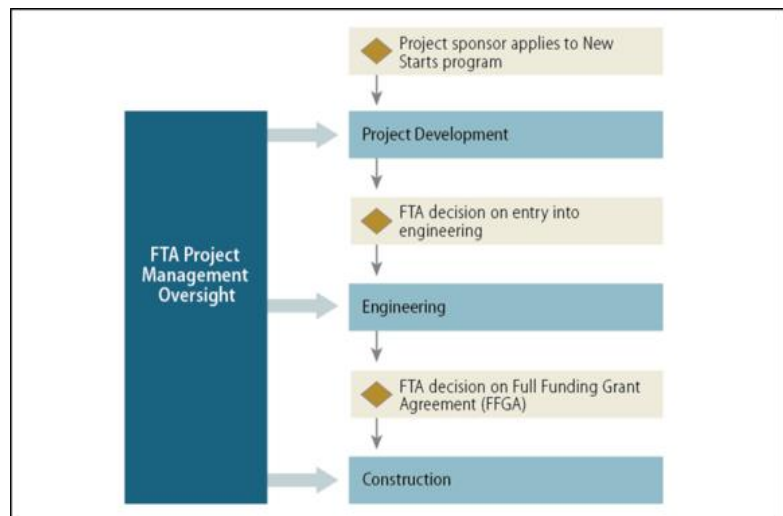 Project sponsor applies to New
Starts program
Project Development
FTA decision on entry into
engineering
FTA Project
Management
Oversight
Engineering
FTA decision on Full Funding Grant
Agreement (FFGA)
Construction